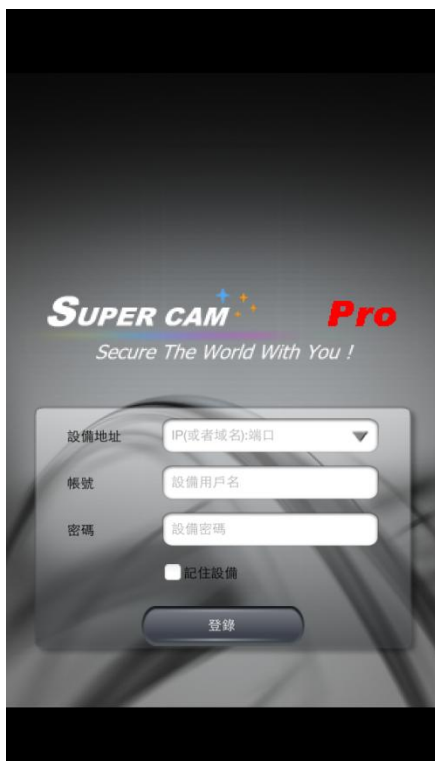 SUPER CAM Pro
Secure The World With You !
設備地址 IP(或者域名):端口
帳號 設備用戶名
密碼 設備密碼
記住設備
登錄